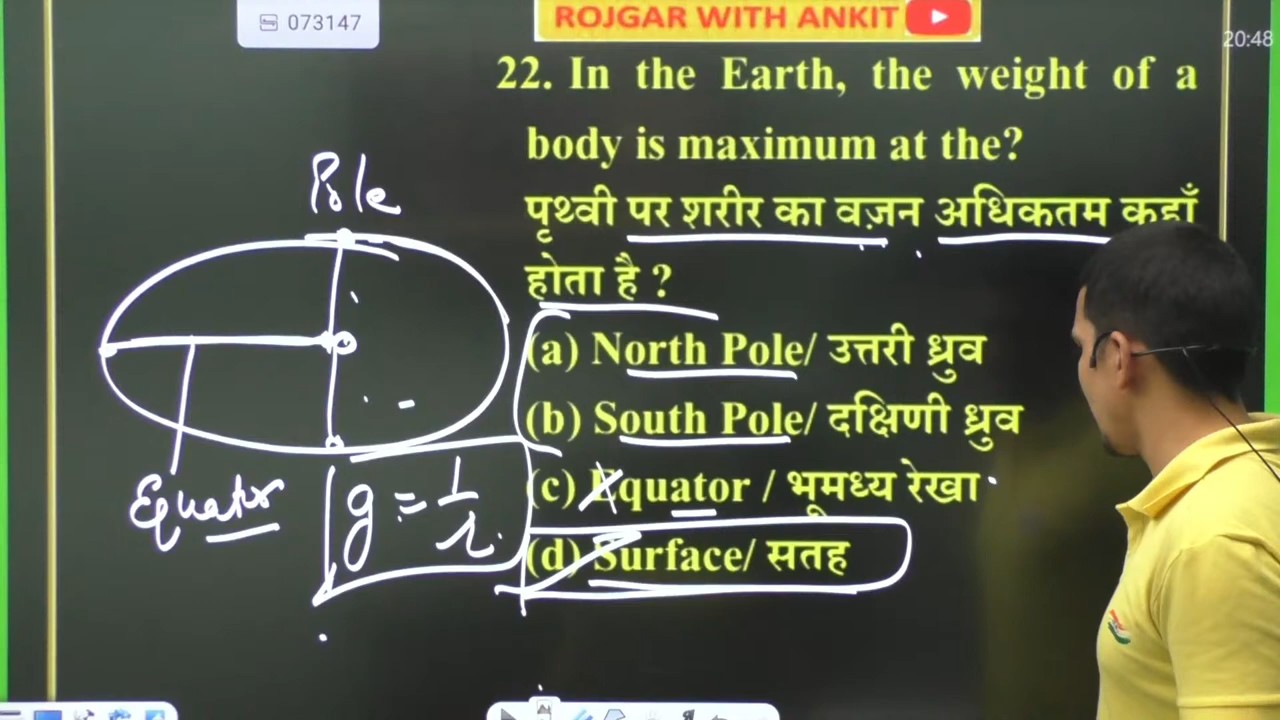 073147
ROJGAR WITH ANKIT
20:48
22. In the Earth, the weight of a
body is maximum at the?
पृथ्वी पर शरीर का वज़न अधिकतम कहाँ
होता है ?
(a) North Pole/ उत्तरी ध्रुव
(b) South Pole/ दक्षिणी ध्रुव
(c) Equator / भूमध्य रेखा
(d) Surface/ सतह
Pole
Equator
g = 1/r